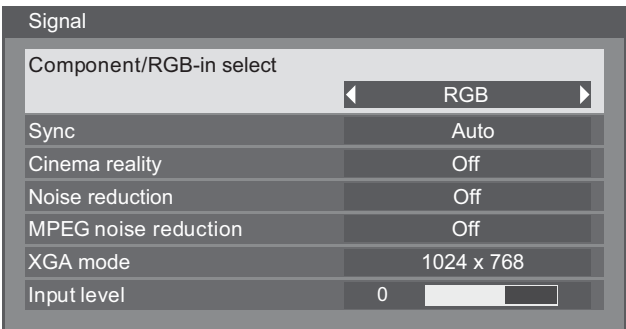 Signal
Component/RGB-in select
RGB
Sync Auto
Cinema reality Off
Noise reduction Off
MPEG noise reduction Off
XGA mode 1024 x 768
Input level 0